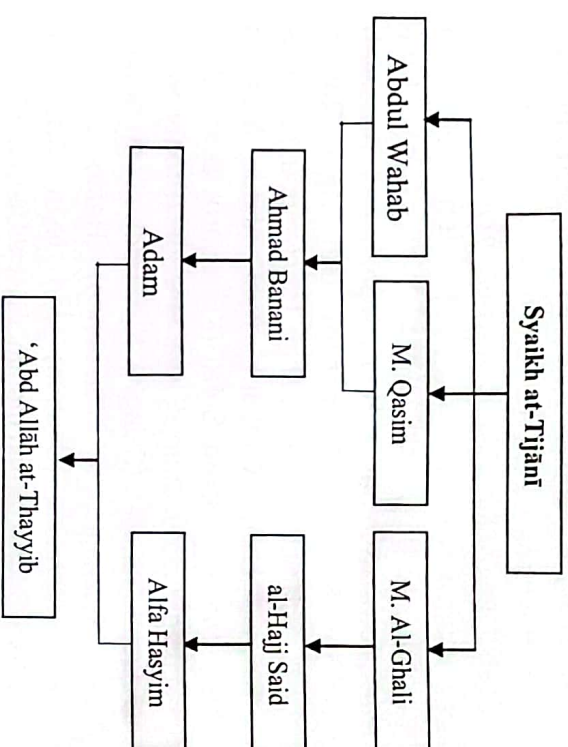 Syaikh at-Tijānī
Abdul Wahab
M. Qasim
M. Al-Ghali
Ahmad Banani
al-Hajj Said
Adam
Alfa Hasyim
‘Abd Allāh at-Thayyib